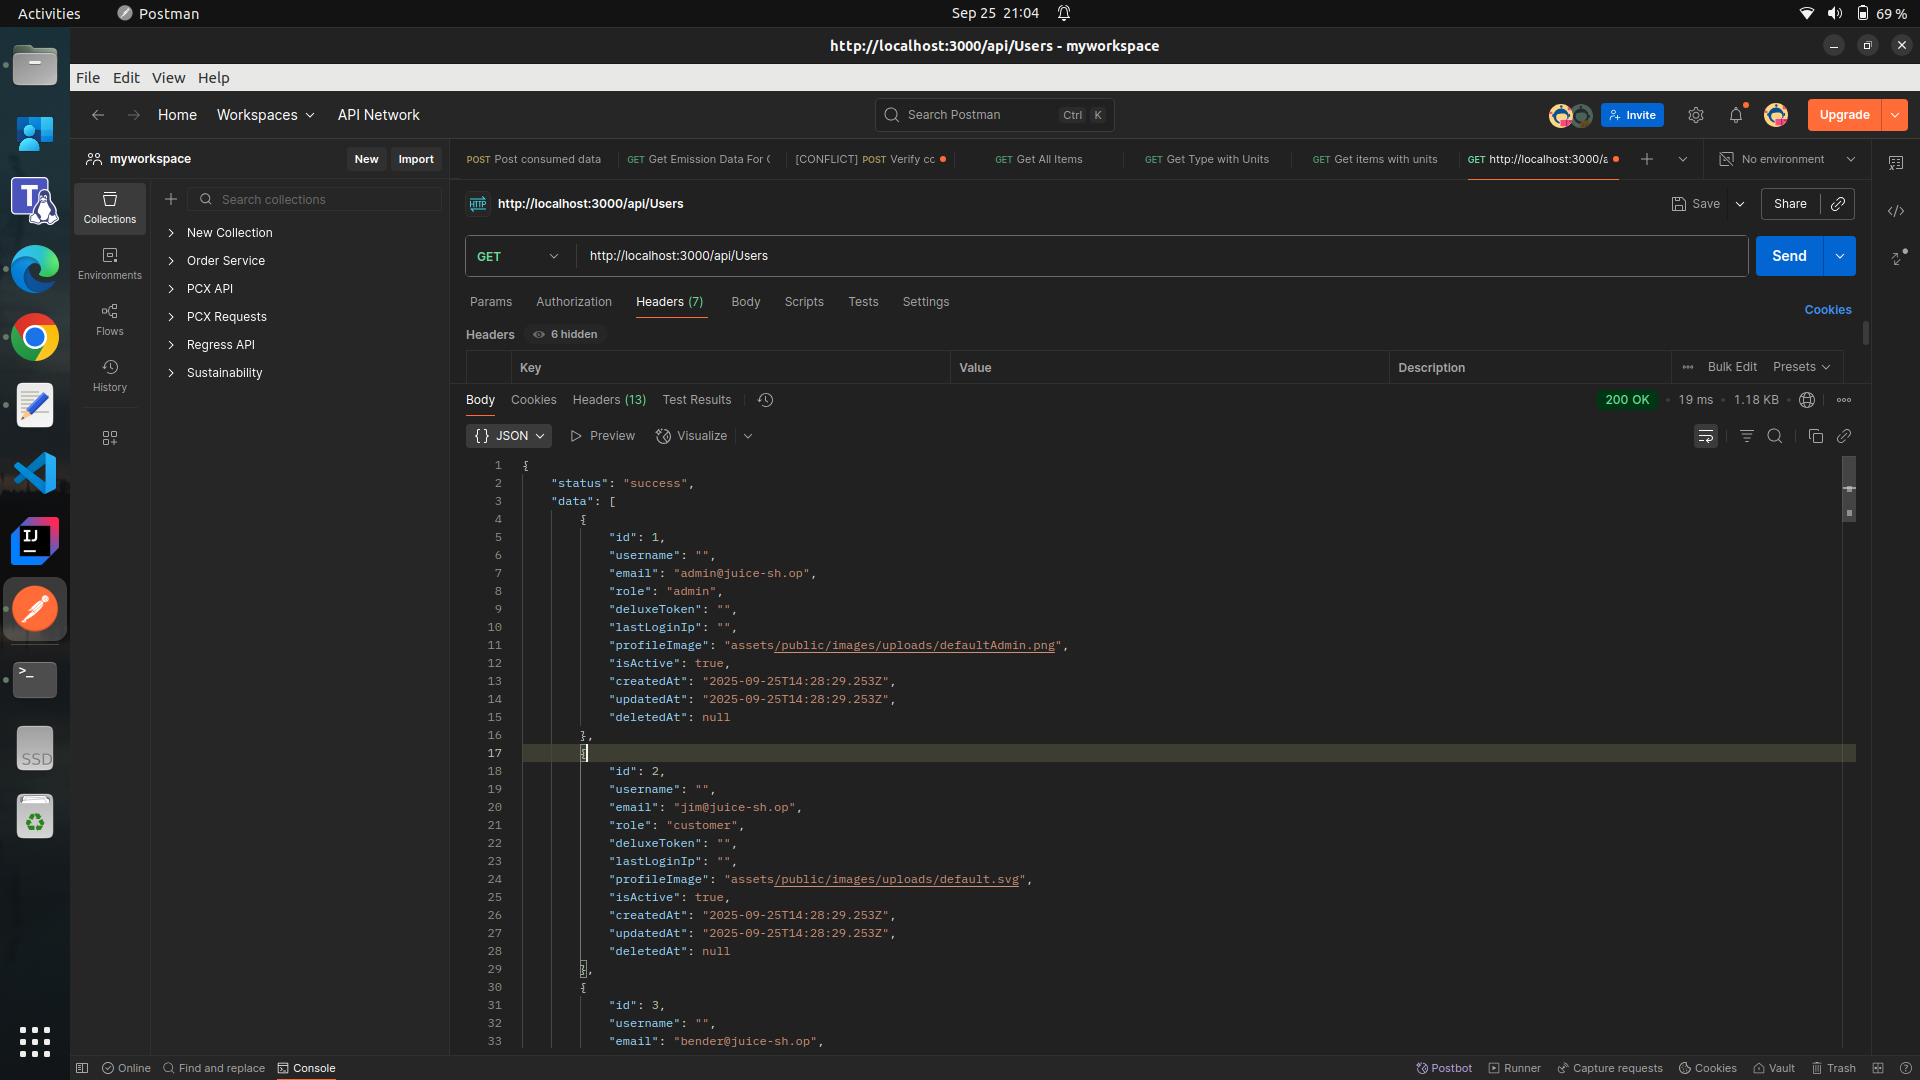 Activities
Postman
Sep 25 21:04
69 %
http://localhost:3000/api/Users - myworkspace
File Edit View Help
Home Workspaces API Network
Search Postman Ctrl K
Invite
Upgrade
myworkspace
New Import
POST Post consumed data
GET Get Emission Data For
[CONFLICT] POST Verify cc
GET Get All Items
GET Get Type with Units
GET Get items with units
GET http://localhost:3000/a
No environment
Collections
Environments
Flows
History
Search collections
New Collection
Order Service
PCX API
PCX Requests
Regress API
Sustainability
HTTP http://localhost:3000/api/Users
Save Share
GET http://localhost:3000/api/Users Send
Params Authorization Headers (7) Body Scripts Tests Settings
Cookies
Headers 6 hidden
Key Value Description Bulk Edit Presets
Body Cookies Headers (13) Test Results
200 OK 19 ms 1.18 KB
{} JSON Preview Visualize
1 {
2 "status": "success",
3 "data": [
4 {
5 "id": 1,
6 "username": "",
7 "email": "admin@juice-sh.op",
8 "role": "admin",
9 "deluxeToken": "",
10 "lastLoginIp": "",
11 "profileImage": "assets/public/images/uploads/defaultAdmin.png",
12 "isActive": true,
13 "createdAt": "2025-09-25T14:28:29.253Z",
14 "updatedAt": "2025-09-25T14:28:29.253Z",
15 "deletedAt": null
16 },
17 {
18 "id": 2,
19 "username": "",
20 "email": "jim@juice-sh.op",
21 "role": "customer",
22 "deluxeToken": "",
23 "lastLoginIp": "",
24 "profileImage": "assets/public/images/uploads/default.svg",
25 "isActive": true,
26 "createdAt": "2025-09-25T14:28:29.253Z",
27 "updatedAt": "2025-09-25T14:28:29.253Z",
28 "deletedAt": null
29 },
30 {
31 "id": 3,
32 "username": "",
33 "email": "bender@juice-sh.op",
T
IJ
>_
SSD
Online Find and replace Console
Postbot Runner Capture requests Cookies Vault Trash